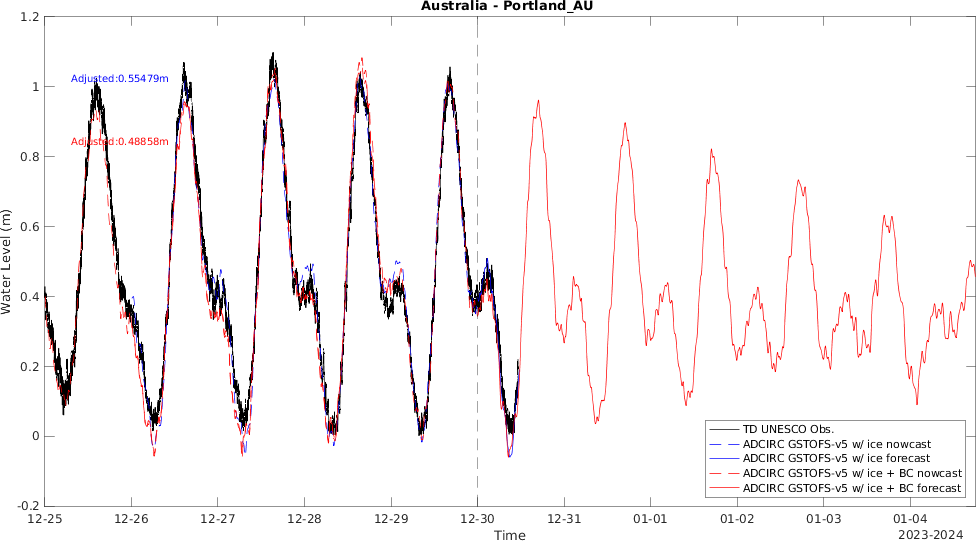 Australia - Portland_AU
1.2
1
0.8
0.6
0.4
0.2
0
-0.2
Water Level (m)
Adjusted:0.55479m
Adjusted:0.48858m
TD UNESCO Obs.
ADCIRC GSTOFS-v5 w/ ice nowcast
ADCIRC GSTOFS-v5 w/ ice forecast
ADCIRC GSTOFS-v5 w/ ice + BC nowcast
ADCIRC GSTOFS-v5 w/ ice + BC forecast
12-25 12-26 12-27 12-28 12-29 12-30 12-31 01-01 01-02 01-03 01-04
Time
2023-2024